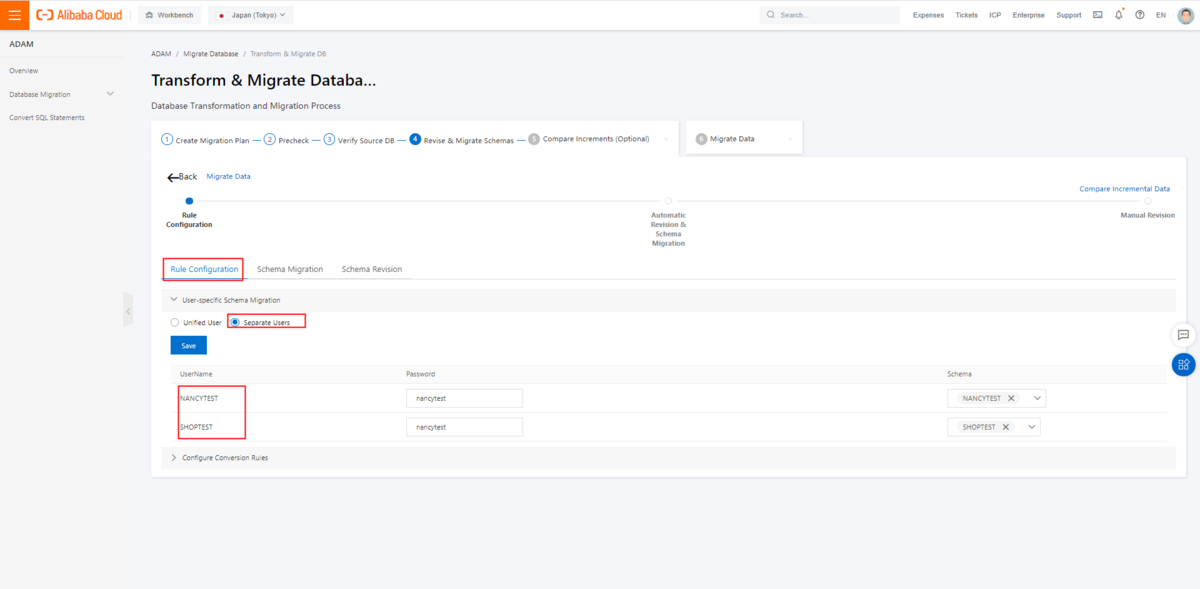 Alibaba Cloud
Workbench
Japan (Tokyo)
Search...
Expenses
Tickets
ICP
Enterprise
Support
EN
ADAM
Overview
Database Migration
Convert SQL Statements
ADAM / Migrate Database / Transform & Migrate DB
Transform & Migrate Databa...
Database Transformation and Migration Process
1 Create Migration Plan
2 Precheck
3 Verify Source DB
4 Revise & Migrate Schemas
5 Compare Increments (Optional)
6 Migrate Data
Back
Migrate Data
Compare Incremental Data
Rule
Configuration
Automatic
Revision &
Schema
Migration
Manual Revision
Rule Configuration
Schema Migration
Schema Revision
User-specific Schema Migration
Unified User
Separate Users
Save
UserName
Password
Schema
NANCYTEST
nancytest
NANCYTEST
SHOPTEST
nancytest
SHOPTEST
Configure Conversion Rules